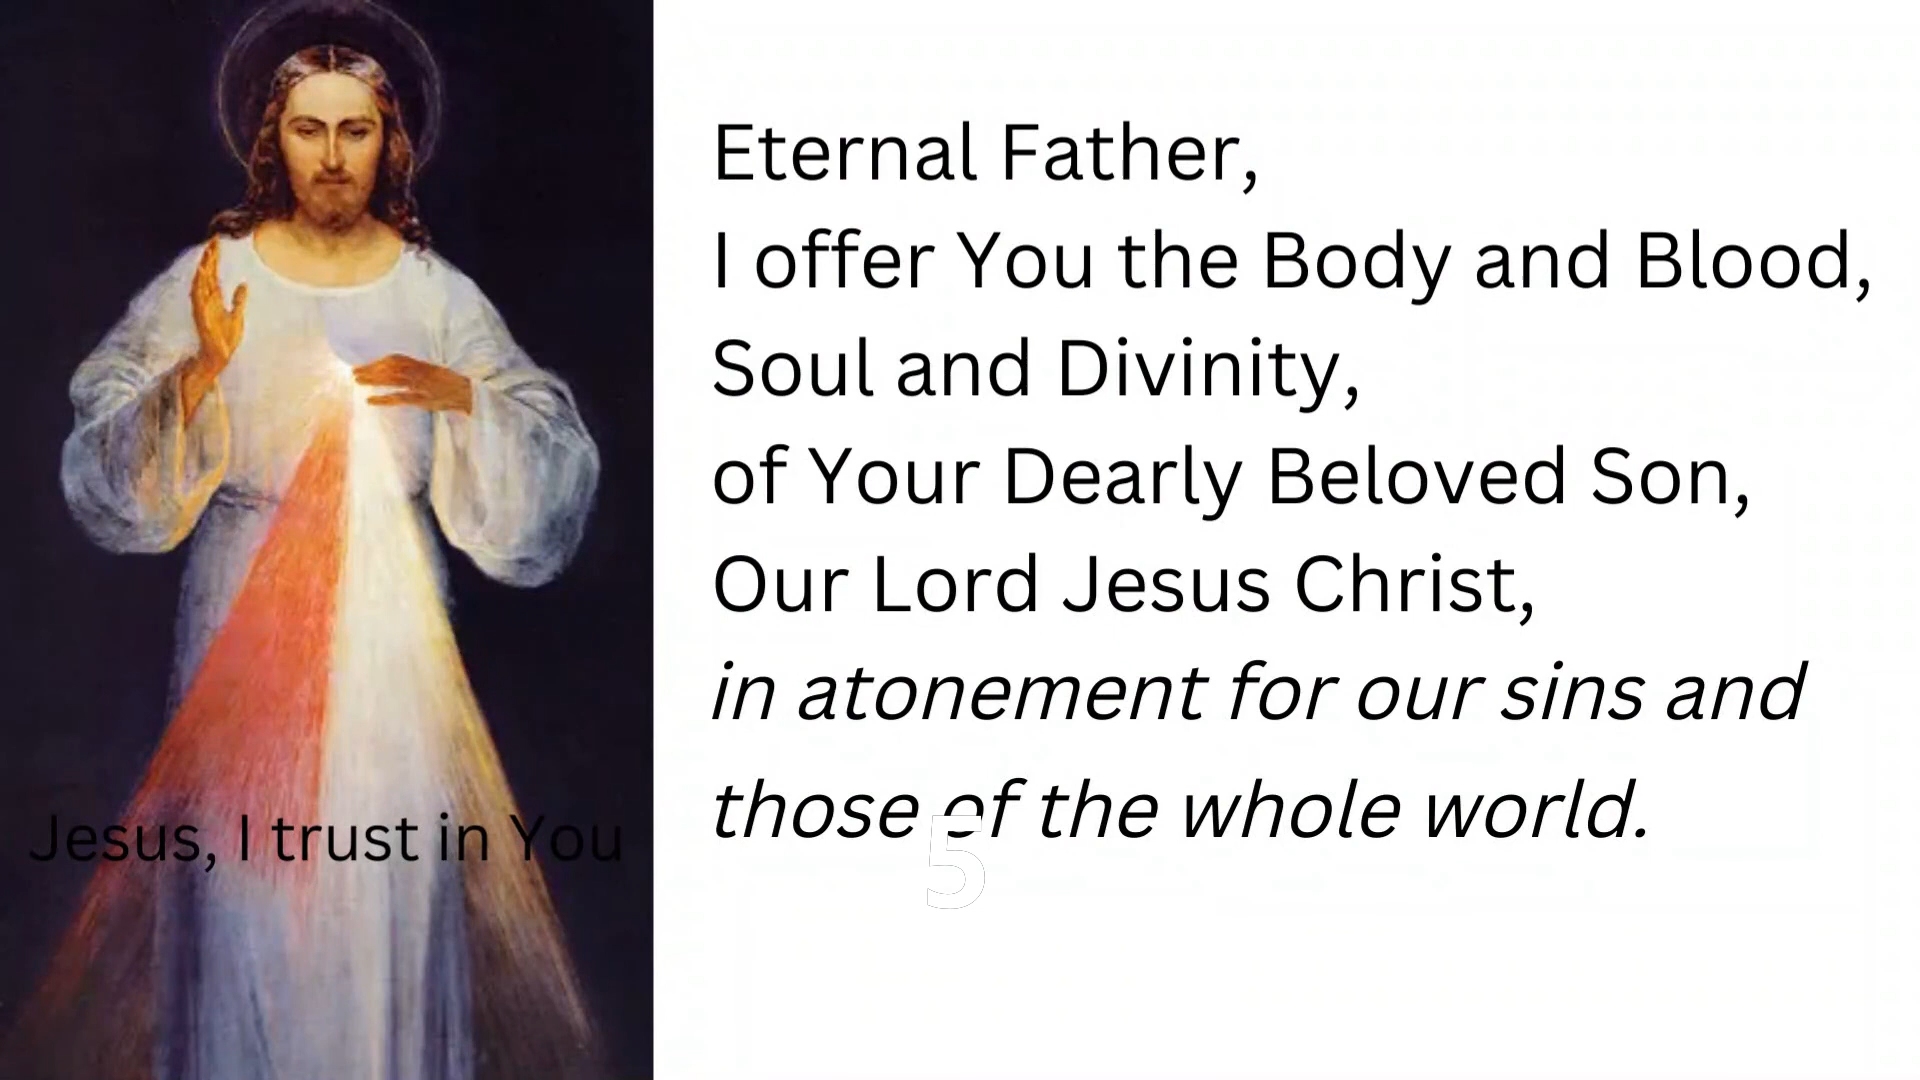 Eternal Father,
I offer You the Body and Blood,
Soul and Divinity,
of Your Dearly Beloved Son,
Our Lord Jesus Christ,
in atonement for our sins and
those of the whole world.
5
Jesus, I trust in You